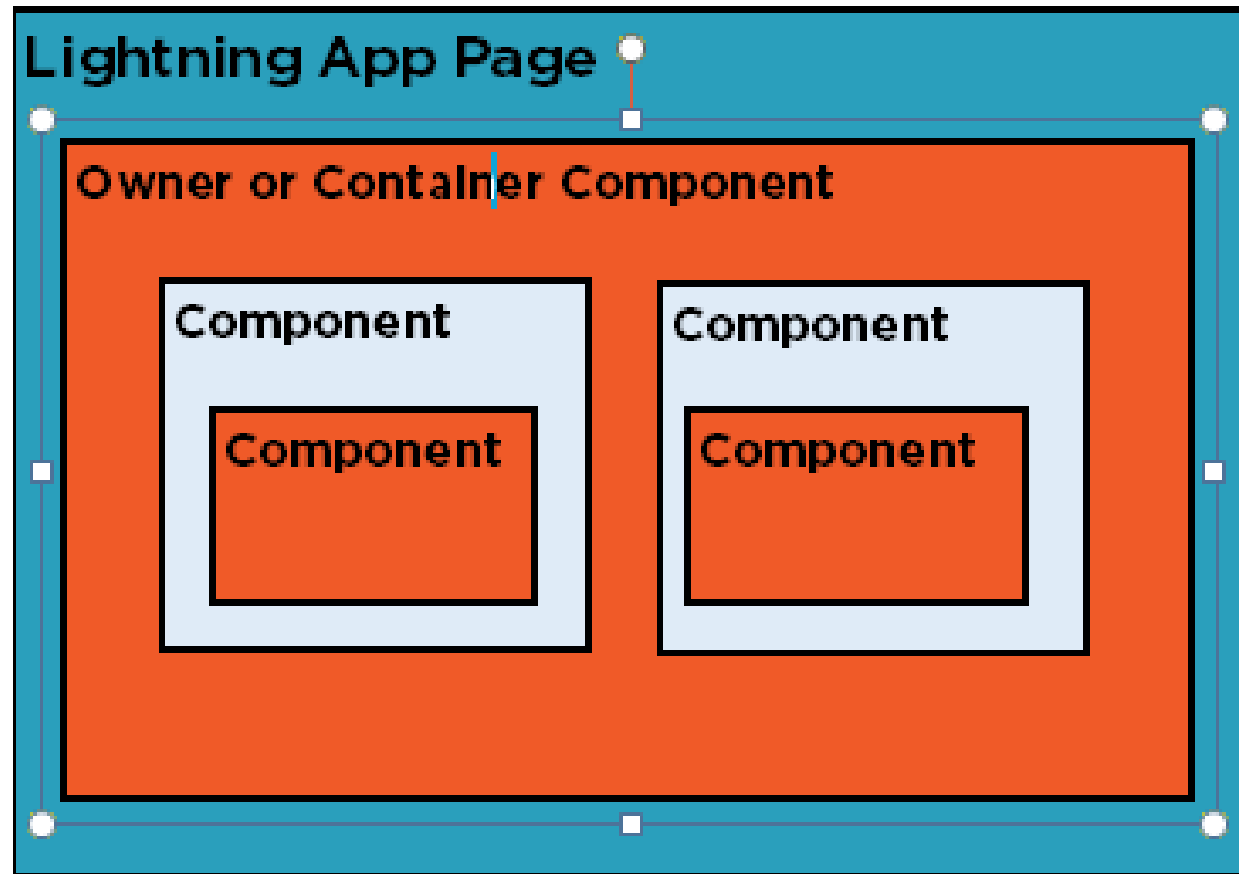 Lightning App Page
Owner or Container Component
Component
Component
Component
Component